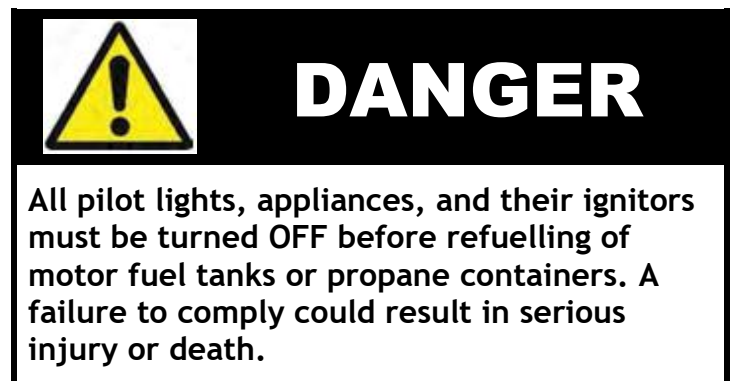 DANGER
All pilot lights, appliances, and their ignitors
must be turned OFF before refuelling of
motor fuel tanks or propane containers. A
failure to comply could result in serious
injury or death.